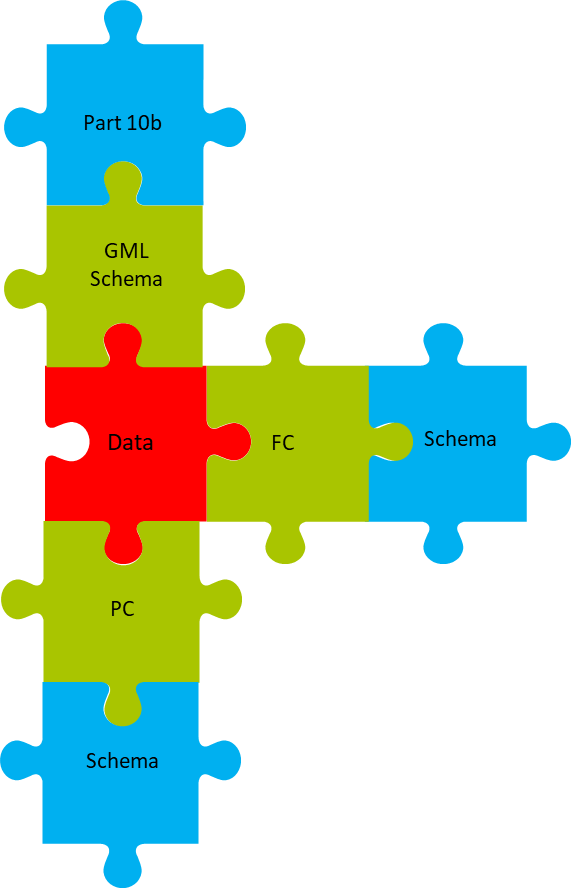 Part 10b
GML
Schema
Data
FC
Schema
PC
Schema